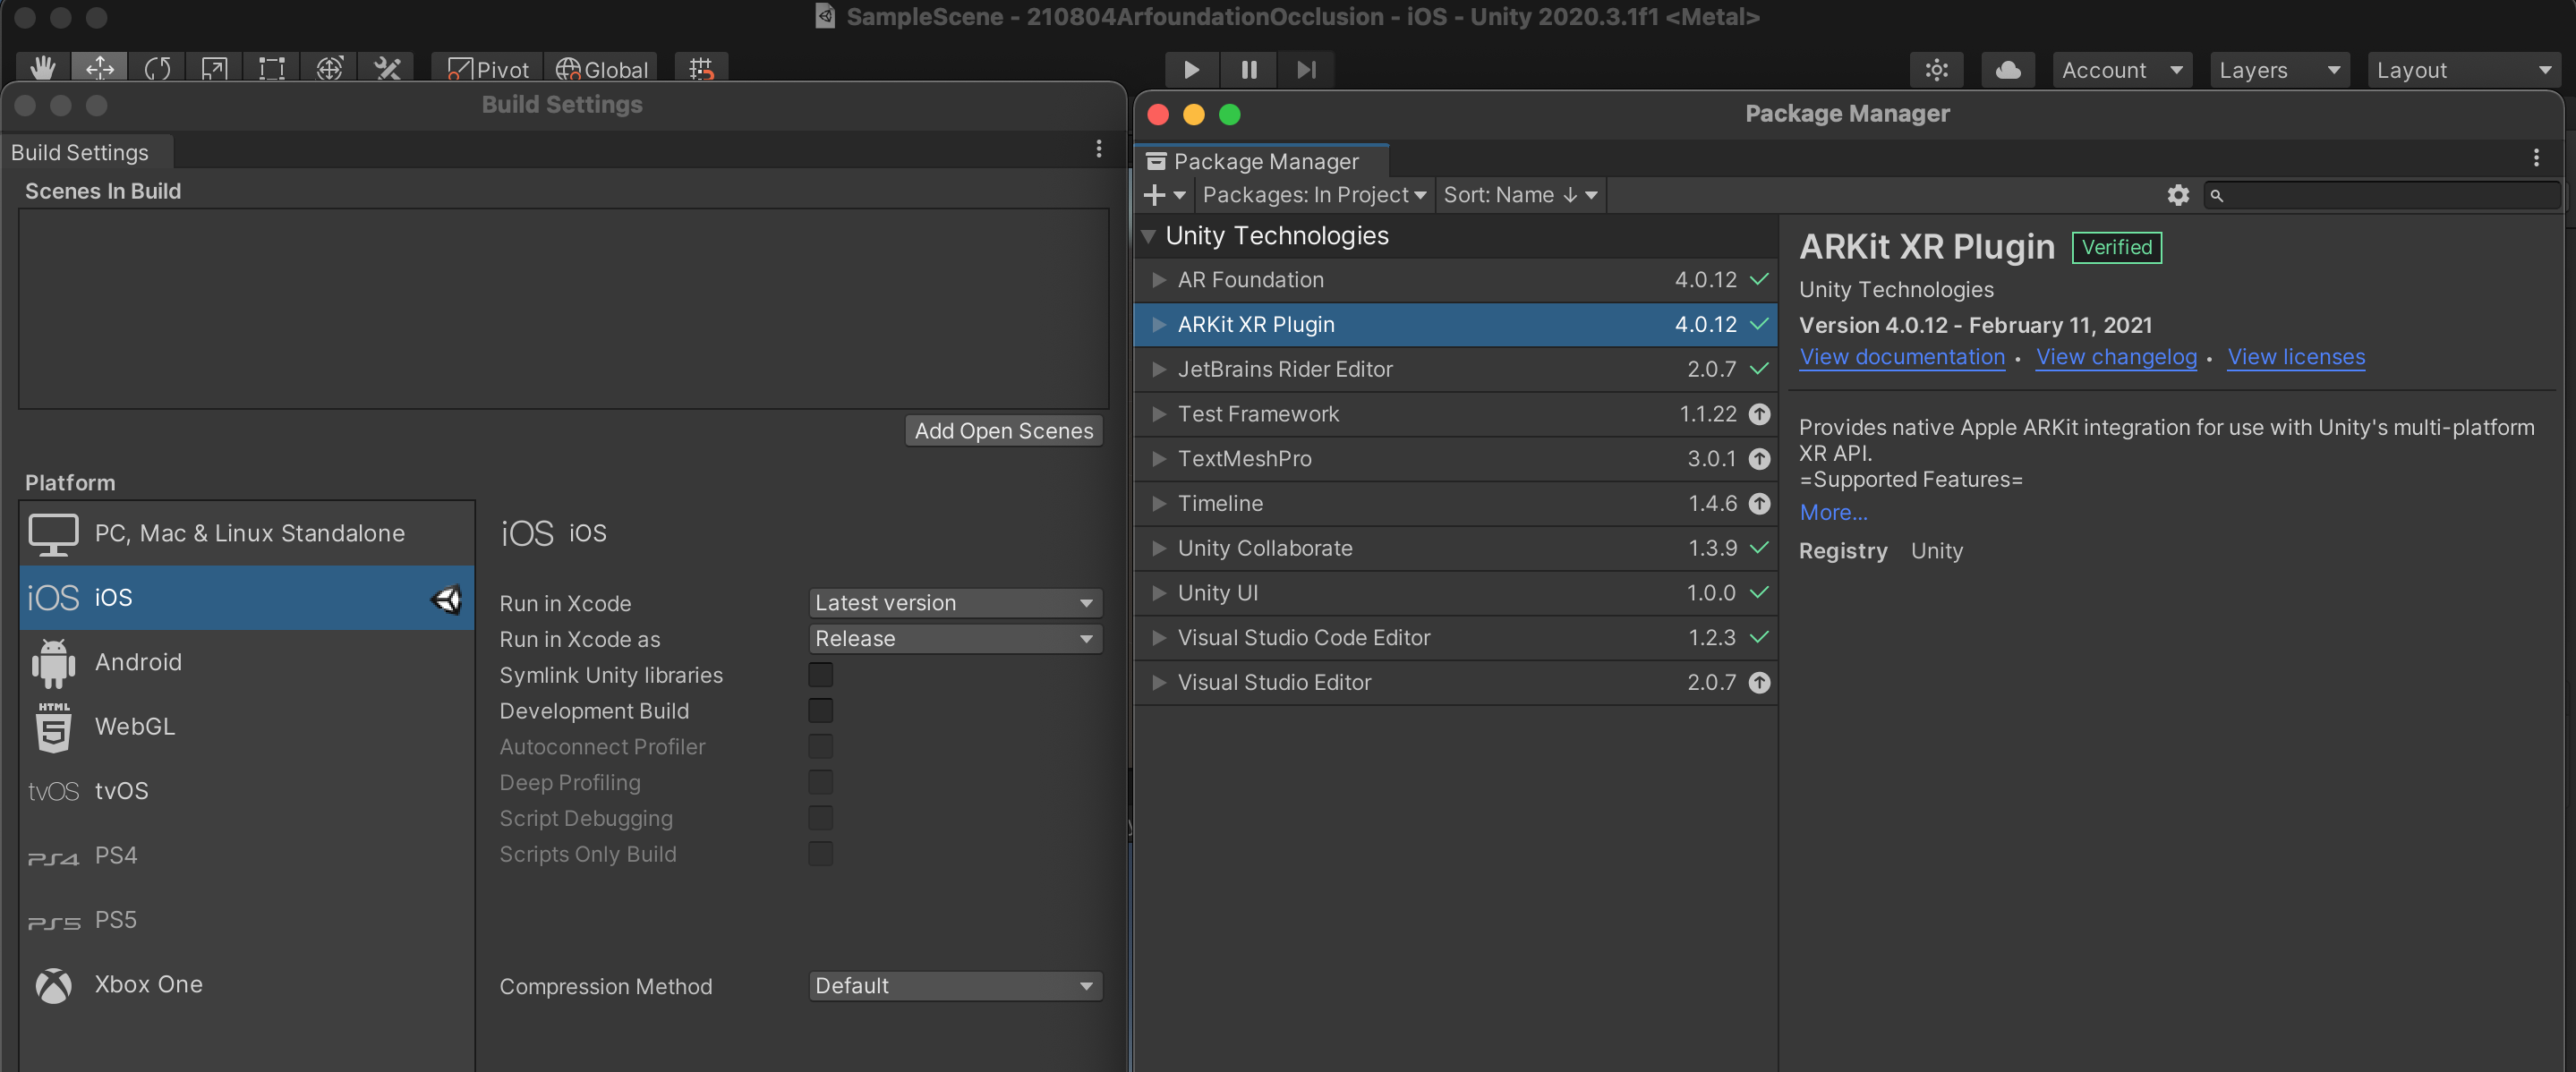 SampleScene - 210804ArfoundationOcclusion - iOS - Unity 2020.3.1f1 <Metal>
Pivot Global Account Layers Layout
Build Settings
Build Settings
Scenes In Build
Add Open Scenes
Platform
PC, Mac & Linux Standalone
iOS iOS
Android
HTML 5 WebGL
tvOS tvOS
PS4 PS4
PS5 PS5
Xbox One
iOS iOS
Run in Xcode Latest version
Run in Xcode as Release
Symlink Unity libraries
Development Build
Autoconnect Profiler
Deep Profiling
Script Debugging
Scripts Only Build
Compression Method Default
Package Manager
Package Manager
Packages: In Project Sort: Name ↓
Unity Technologies
AR Foundation 4.0.12
ARKit XR Plugin 4.0.12
JetBrains Rider Editor 2.0.7
Test Framework 1.1.22
TextMeshPro 3.0.1
Timeline 1.4.6
Unity Collaborate 1.3.9
Unity UI 1.0.0
Visual Studio Code Editor 1.2.3
Visual Studio Editor 2.0.7
ARKit XR Plugin Verified
Unity Technologies
Version 4.0.12 - February 11, 2021
View documentation • View changelog • View licenses
Provides native Apple ARKit integration for use with Unity's multi-platform
XR API.
=Supported Features=
More...
Registry Unity